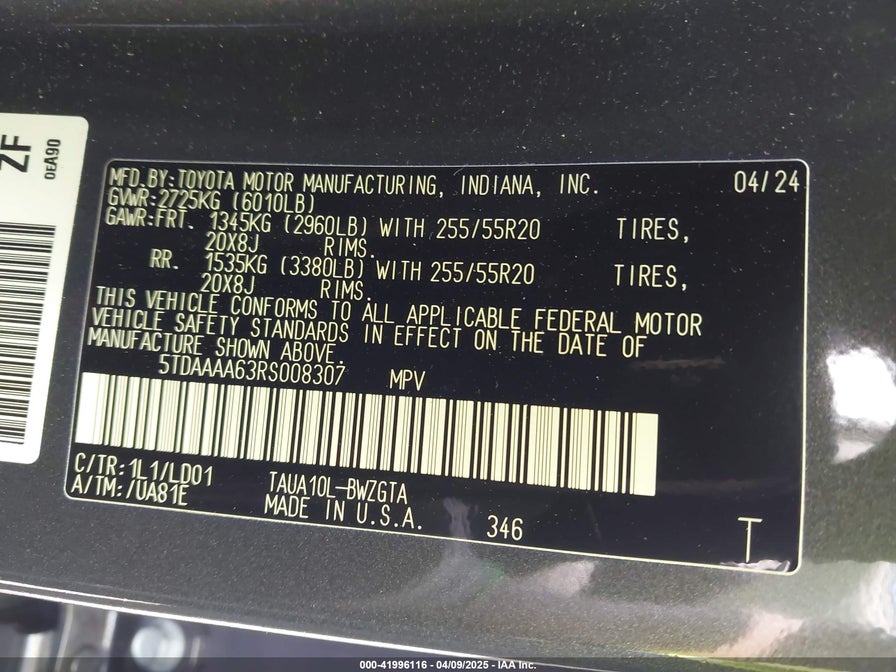 ZF
0EA90
MFD.BY:TOYOTA MOTOR MANUFACTURING, INDIANA, INC. 04/24
GVWR:2725KG (6010LB)
GAWR:FRT. 1345KG (2960LB) WITH 255/55R20 TIRES,
20X8J RIMS.
RR. 1535KG (3380LB) WITH 255/55R20 TIRES,
20X8J RIMS.
THIS VEHICLE CONFORMS TO ALL APPLICABLE FEDERAL MOTOR
VEHICLE SAFETY STANDARDS IN EFFECT ON THE DATE OF
MANUFACTURE SHOWN ABOVE.
5TDAAAA63RS008307 MPV
C/TR:1L1/LD01
A/TM:/UA81E
TAUA10L-BWZGTA
MADE IN U.S.A. 346
T
000-41996116 - 04/09/2025 - IAA Inc.